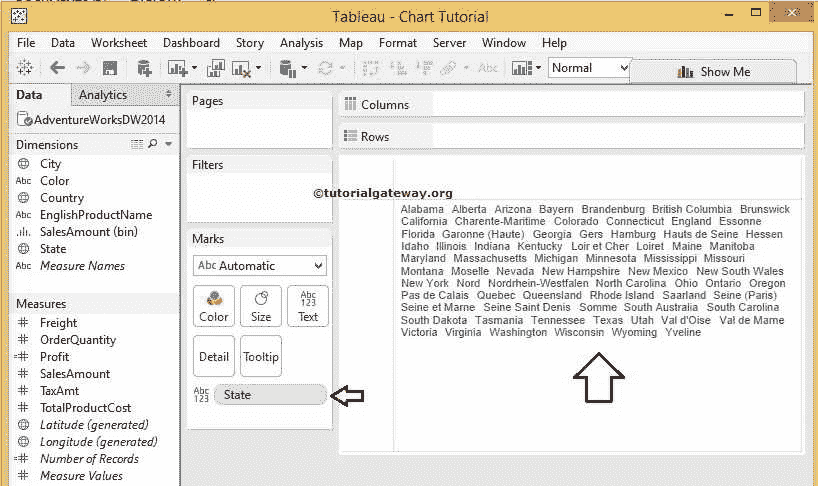 Tableau - Chart Tutorial
File Data Worksheet Dashboard Story Analysis Map Format Server Window Help
Abc Normal Show Me
Data Analytics
AdventureWorksDW2014
Dimensions
City
Abc Color
Country
Abc EnglishProductName
SalesAmount (bin)
State
Abc Measure Names
Measures
Freight
OrderQuantity
Profit
SalesAmount
TaxAmt
TotalProductCost
Latitude (generated)
Longitude (generated)
Number of Records
Measure Values
Pages
Filters
Marks
Abc Automatic
Color Size Abc 123 Text
Detail Tooltip
Abc 123 State
Columns
Rows
©tutorialgateway.org
Alabama Alberta Arizona Bayern Brandenburg British Columbia Brunswick
California Charente-Maritime Colorado Connecticut England Essonne
Florida Garonne (Haute) Georgia Gers Hamburg Hauts de Seine Hessen
Idaho Illinois Indiana Kentucky Loir et Cher Loiret Maine Manitoba
Maryland Massachusetts Michigan Minnesota Mississippi Missouri
Montana Moselle Nevada New Hampshire New Mexico New South Wales
New York Nord Nordrhein-Westfalen North Carolina Ohio Ontario Oregon
Pas de Calais Quebec Queensland Rhode Island Saarland Seine (Paris)
Seine et Marne Seine Saint Denis Somme South Australia South Carolina
South Dakota Tasmania Tennessee Texas Utah Val d'Oise Val de Marne
Victoria Virginia Washington Wisconsin Wyoming Yveline